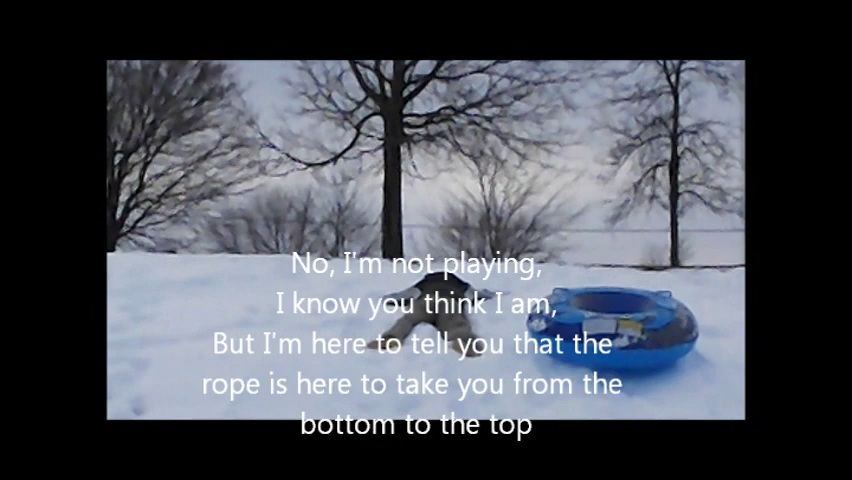 No, I'm not playing,
I know you think I am,
But I'm here to tell you that the
rope is here to take you from the
bottom to the top